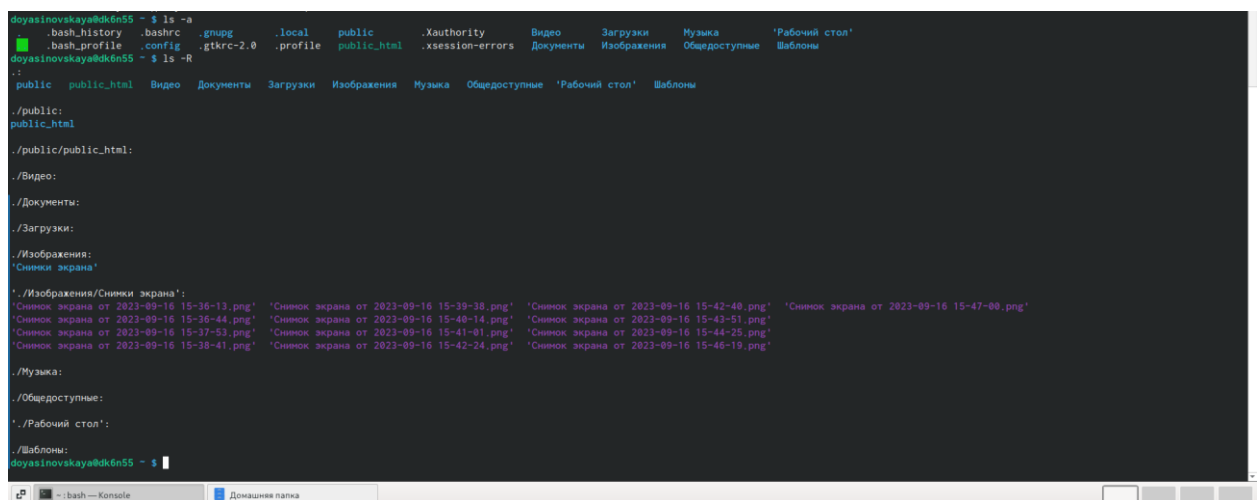 doyasinovskaya@dk6n55 ~ $ ls -a
. .bash_history .bashrc .gnupg .local public .Xauthority Видео Загрузки Музыка 'Рабочий стол'
.. .bash_profile .config .gtkrc-2.0 .profile public_html .xsession-errors Документы Изображения Общедоступные Шаблоны
doyasinovskaya@dk6n55 ~ $ ls -R
.:
public public_html Видео Документы Загрузки Изображения Музыка Общедоступные 'Рабочий стол' Шаблоны
./public:
public_html
./public/public_html:
./Видео:
./Документы:
./Загрузки:
./Изображения:
'Снимки экрана'
'./Изображения/Снимки экрана':
'Снимок экрана от 2023-09-16 15-36-13.png' 'Снимок экрана от 2023-09-16 15-39-38.png' 'Снимок экрана от 2023-09-16 15-42-40.png' 'Снимок экрана от 2023-09-16 15-47-00.png'
'Снимок экрана от 2023-09-16 15-36-44.png' 'Снимок экрана от 2023-09-16 15-40-14.png' 'Снимок экрана от 2023-09-16 15-43-51.png'
'Снимок экрана от 2023-09-16 15-37-53.png' 'Снимок экрана от 2023-09-16 15-41-01.png' 'Снимок экрана от 2023-09-16 15-44-25.png'
'Снимок экрана от 2023-09-16 15-38-41.png' 'Снимок экрана от 2023-09-16 15-42-24.png' 'Снимок экрана от 2023-09-16 15-46-19.png'
./Музыка:
./Общедоступные:
'./Рабочий стол':
./Шаблоны:
doyasinovskaya@dk6n55 ~ $
~ : bash — Konsole
Домашняя папка